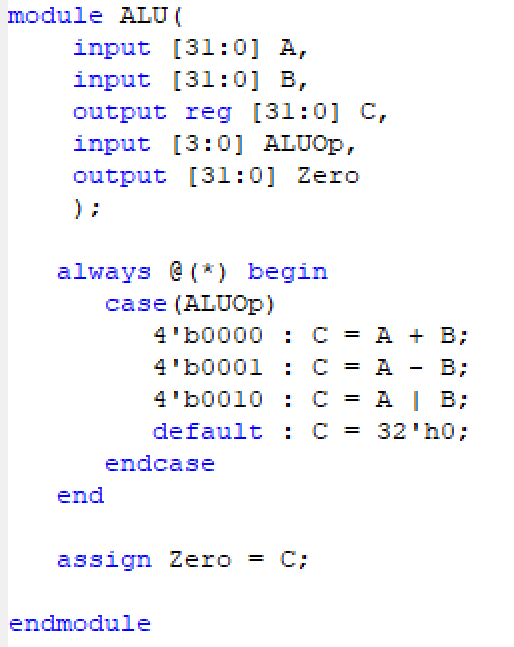 module ALU(
input [31:0] A,
input [31:0] B,
output reg [31:0] C,
input [3:0] ALUOp,
output [31:0] Zero
);
always @(*) begin
case(ALUOp)
4'b0000 : C = A + B;
4'b0001 : C = A - B;
4'b0010 : C = A | B;
default : C = 32'h0;
endcase
end
assign Zero = C;
endmodule